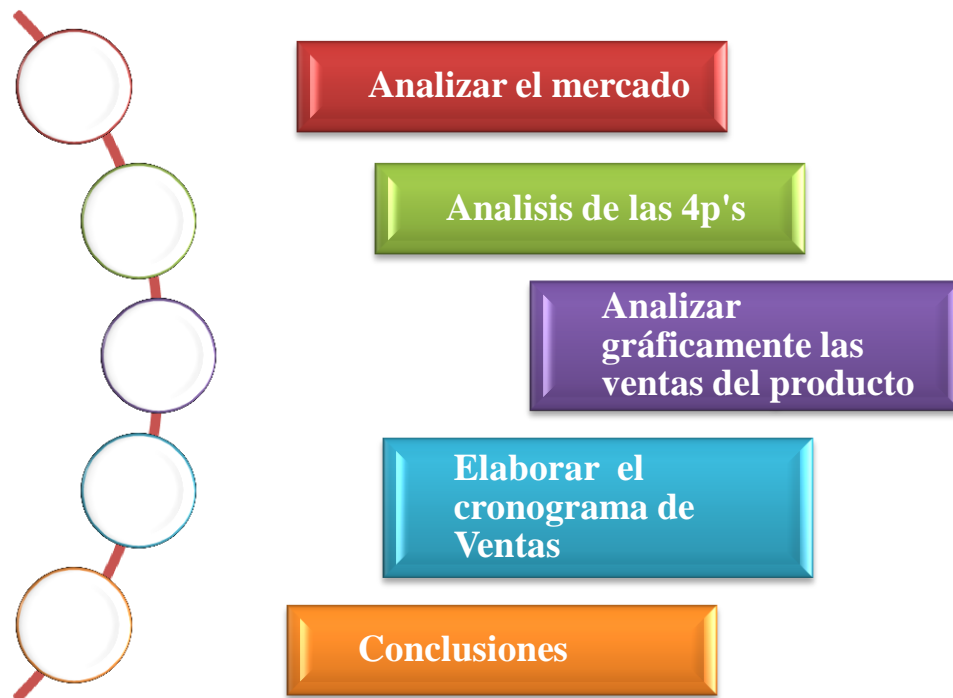 Analizar el mercado
Analisis de las 4p's
Analizar
gráficamente las
ventas del producto
Elaborar  el
cronograma de
Ventas
Conclusiones